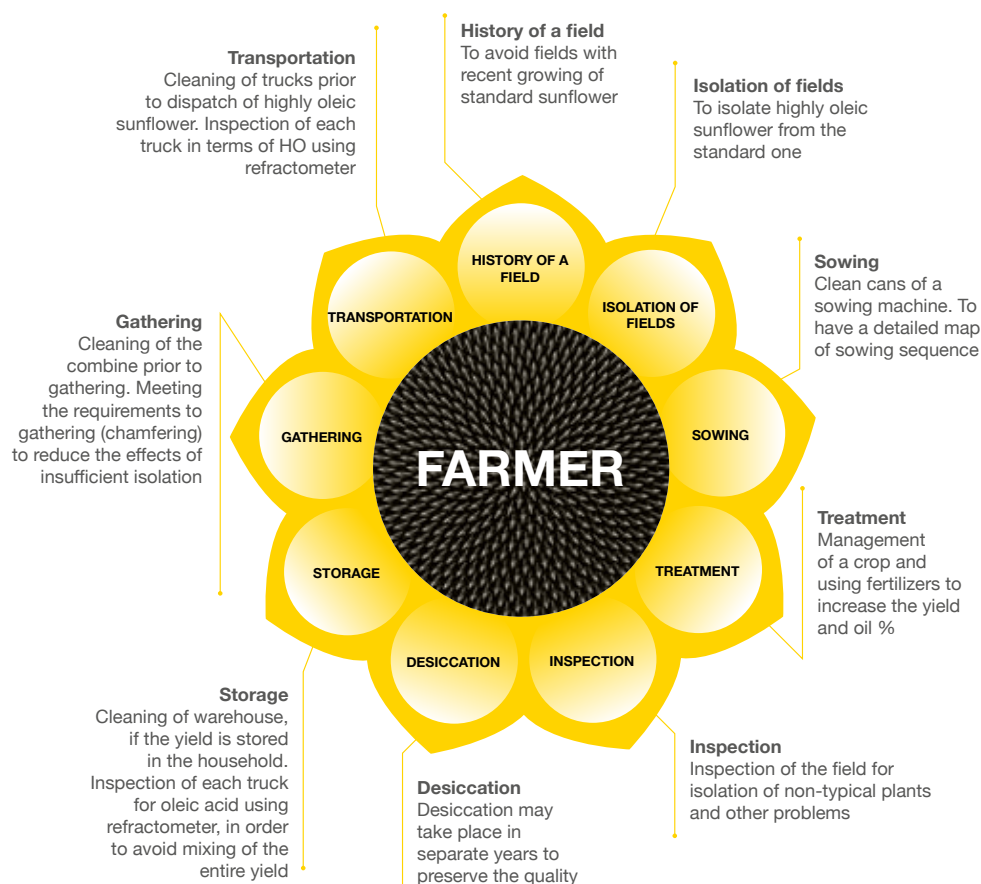 History of a field
To avoid fields with
recent growing of
standard sunflower
Isolation of fields
To isolate highly oleic
sunflower from the
standard one
Sowing
Clean cans of a
sowing machine. To
have a detailed map
of sowing sequence
Treatment
Management
of a crop and
using fertilizers to
increase the yield
and oil %
Inspection
Inspection of the field for
isolation of non-typical plants
and other problems
Desiccation
Desiccation may
take place in
separate years to
preserve the quality
Storage
Cleaning of warehouse,
if the yield is stored
in the household.
Inspection of each truck
for oleic acid using
refractometer, in order
to avoid mixing of the
entire yield
Gathering
Cleaning of the
combine prior to
gathering. Meeting
the requirements to
gathering (chamfering)
to reduce the effects of
insufficient isolation
Transportation
Cleaning of trucks prior
to dispatch of highly oleic
sunflower. Inspection of each
truck in terms of HO using
refractometer
HISTORY OF A
FIELD
ISOLATION OF
FIELDS
SOWING
TREATMENT
INSPECTION
DESICCATION
STORAGE
GATHERING
TRANSPORTATION
FARMER